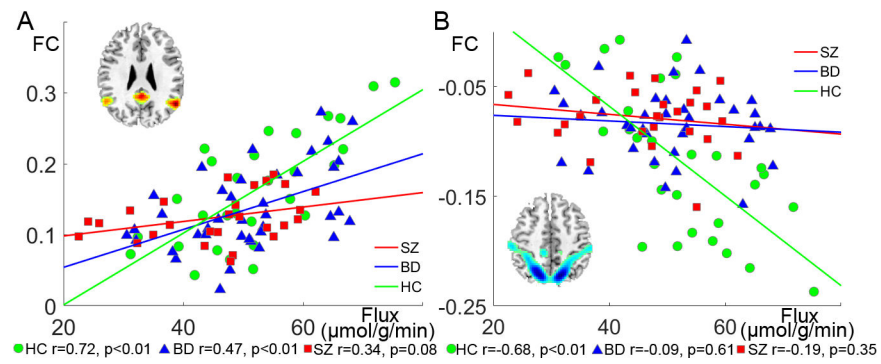 A
FC
0.3
0.2
0.1
0
SZ
BD
HC
20 40 60
Flux
(μmol/g/min)
HC r=0.72, p<0.01 BD r=0.47, p<0.01 SZ r=0.34, p=0.08
B
FC
-0.05
-0.15
-0.25
SZ
BD
HC
20 40 60
Flux
(μmol/g/min)
HC r=-0.68, p<0.01 BD r=-0.09, p=0.61 SZ r=-0.19, p=0.35